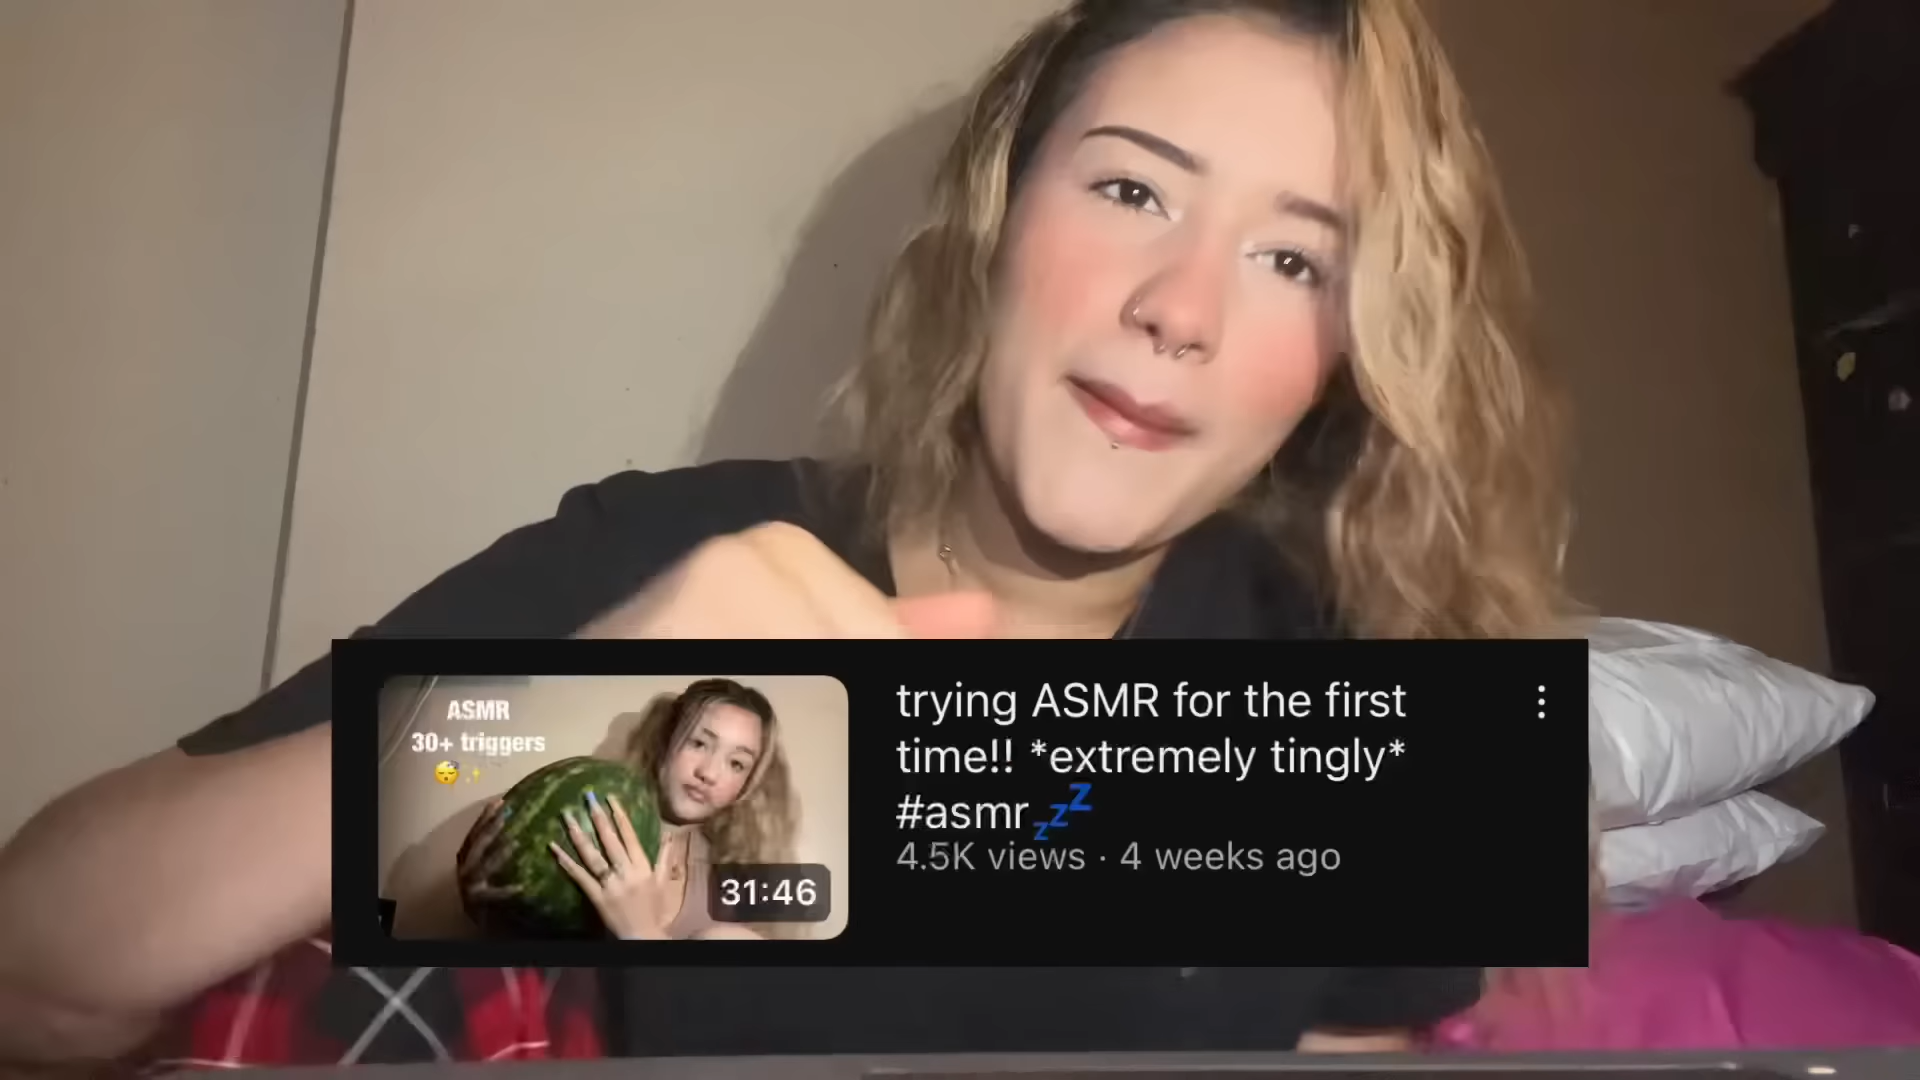 ASMR
30+ triggers
😴✨
31:46
trying ASMR for the first
time!! *extremely tingly*
#asmr💤
4.5K views · 4 weeks ago